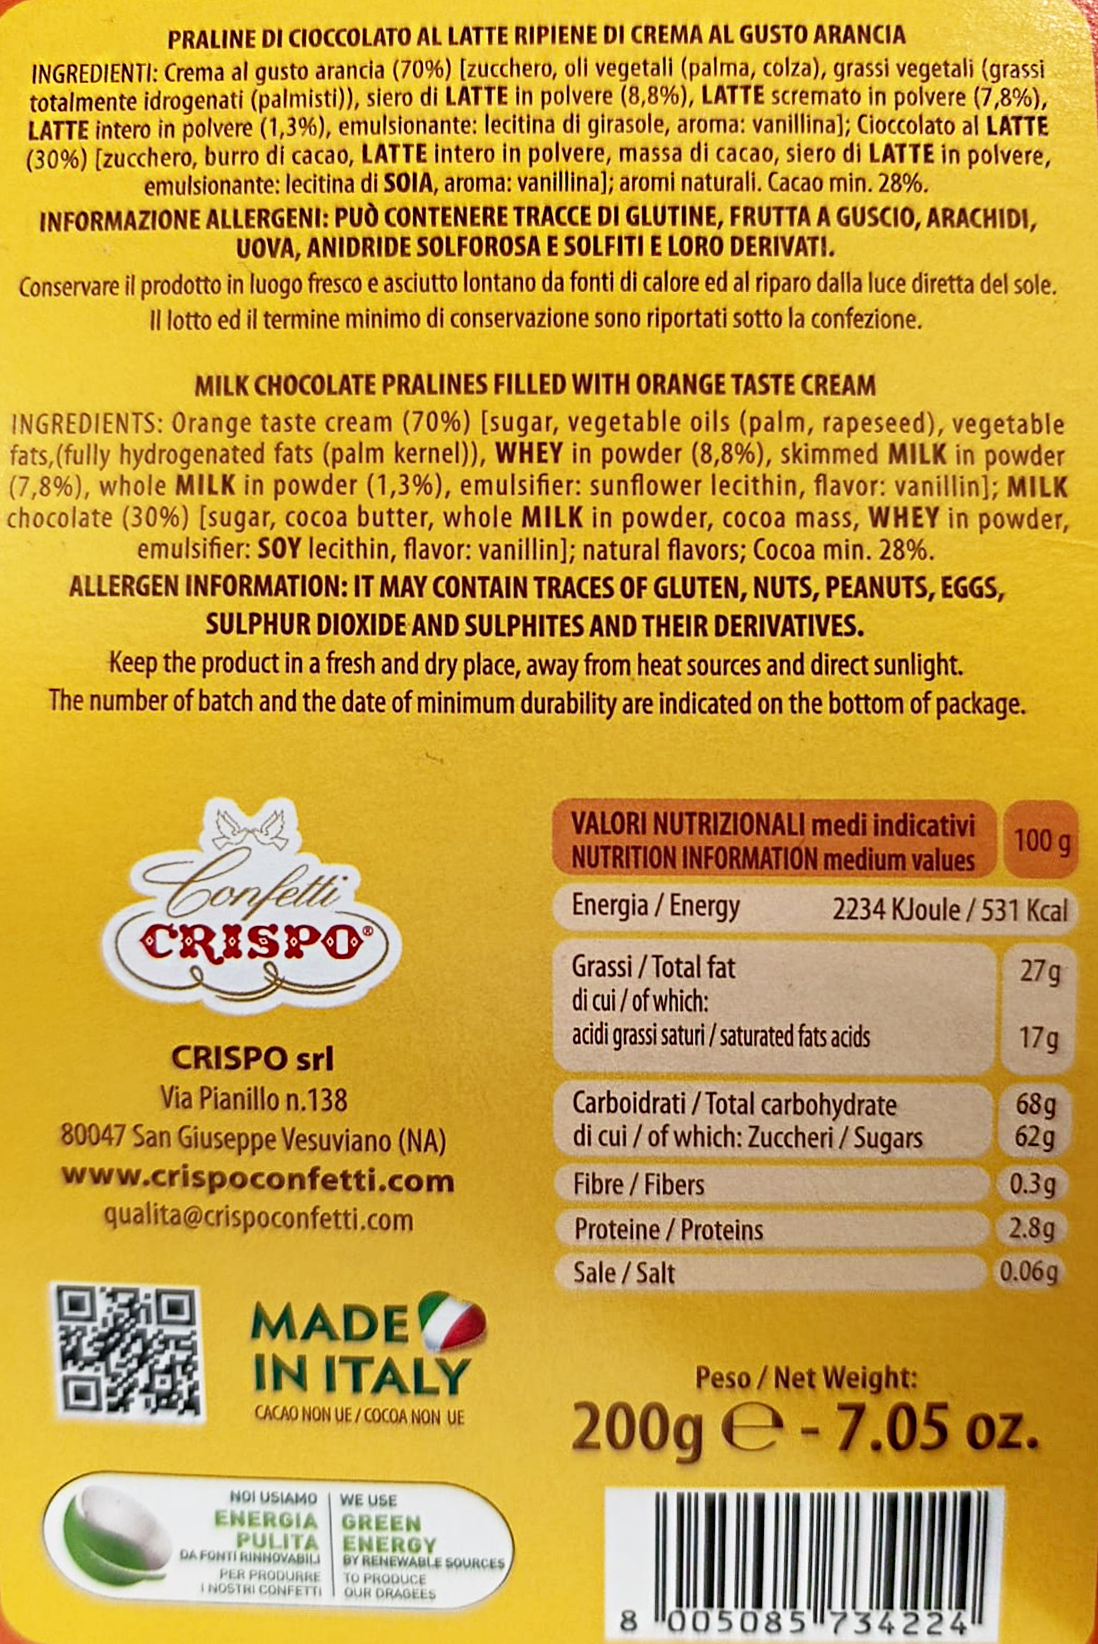 PRALINE DI CIOCCOLATO AL LATTE RIPIENE DI CREMA AL GUSTO ARANCIA
INGREDIENTI: Crema al gusto arancia (70%) [zucchero, oli vegetali (palma, colza), grassi vegetali (grassi
totalmente idrogenati (palmisti)), siero di LATTE in polvere (8,8%), LATTE scremato in polvere (7,8%),
LATTE intero in polvere (1,3%), emulsionante: lecitina di girasole, aroma: vanillina]; Cioccolato al LATTE
(30%) [zucchero, burro di cacao, LATTE intero in polvere, massa di cacao, siero di LATTE in polvere,
emulsionante: lecitina di SOIA, aroma: vanillina]; aromi naturali. Cacao min. 28%.
INFORMAZIONE ALLERGENI: PUÒ CONTENERE TRACCE DI GLUTINE, FRUTTA A GUSCIO, ARACHIDI,
UOVA, ANIDRIDE SOLFOROSA E SOLFITI E LORO DERIVATI.
Conservare il prodotto in luogo fresco e asciutto lontano da fonti di calore ed al riparo dalla luce diretta del sole.
Il lotto ed il termine minimo di conservazione sono riportati sotto la confezione.
MILK CHOCOLATE PRALINES FILLED WITH ORANGE TASTE CREAM
INGREDIENTS: Orange taste cream (70%) [sugar, vegetable oils (palm, rapeseed), vegetable
fats,(fully hydrogenated fats (palm kernel)), WHEY in powder (8,8%), skimmed MILK in powder
(7,8%), whole MILK in powder (1,3%), emulsifier: sunflower lecithin, flavor: vanillin]; MILK
chocolate (30%) [sugar, cocoa butter, whole MILK in powder, cocoa mass, WHEY in powder,
emulsifier: SOY lecithin, flavor: vanillin]; natural flavors; Cocoa min. 28%.
ALLERGEN INFORMATION: IT MAY CONTAIN TRACES OF GLUTEN, NUTS, PEANUTS, EGGS,
SULPHUR DIOXIDE AND SULPHITES AND THEIR DERIVATIVES.
Keep the product in a fresh and dry place, away from heat sources and direct sunlight.
The number of batch and the date of minimum durability are indicated on the bottom of package.
Confetti
CRISPO®
CRISPO srl
Via Pianillo n.138
80047 San Giuseppe Vesuviano (NA)
www.crispoconfetti.com
qualita@crispoconfetti.com
MADE
IN ITALY
CACAO NON UE / COCOA NON UE
NOI USIAMO
ENERGIA
PULITA
DA FONTI RINNOVABILI
PER PRODURRE
I NOSTRI CONFETTI
WE USE
GREEN
ENERGY
BY RENEWABLE SOURCES
TO PRODUCE
OUR DRAGEES
VALORI NUTRIZIONALI medi indicativi
NUTRITION INFORMATION medium values
100 g
Energia / Energy 2234 KJoule / 531 Kcal
Grassi / Total fat 27g
di cui / of which:
acidi grassi saturi / saturated fats acids 17g
Carboidrati / Total carbohydrate 68g
di cui / of which: Zuccheri / Sugars 62g
Fibre / Fibers 0.3g
Proteine / Proteins 2.8g
Sale / Salt 0.06g
Peso / Net Weight:
200g ℮ - 7.05 oz.
8 005085 734224